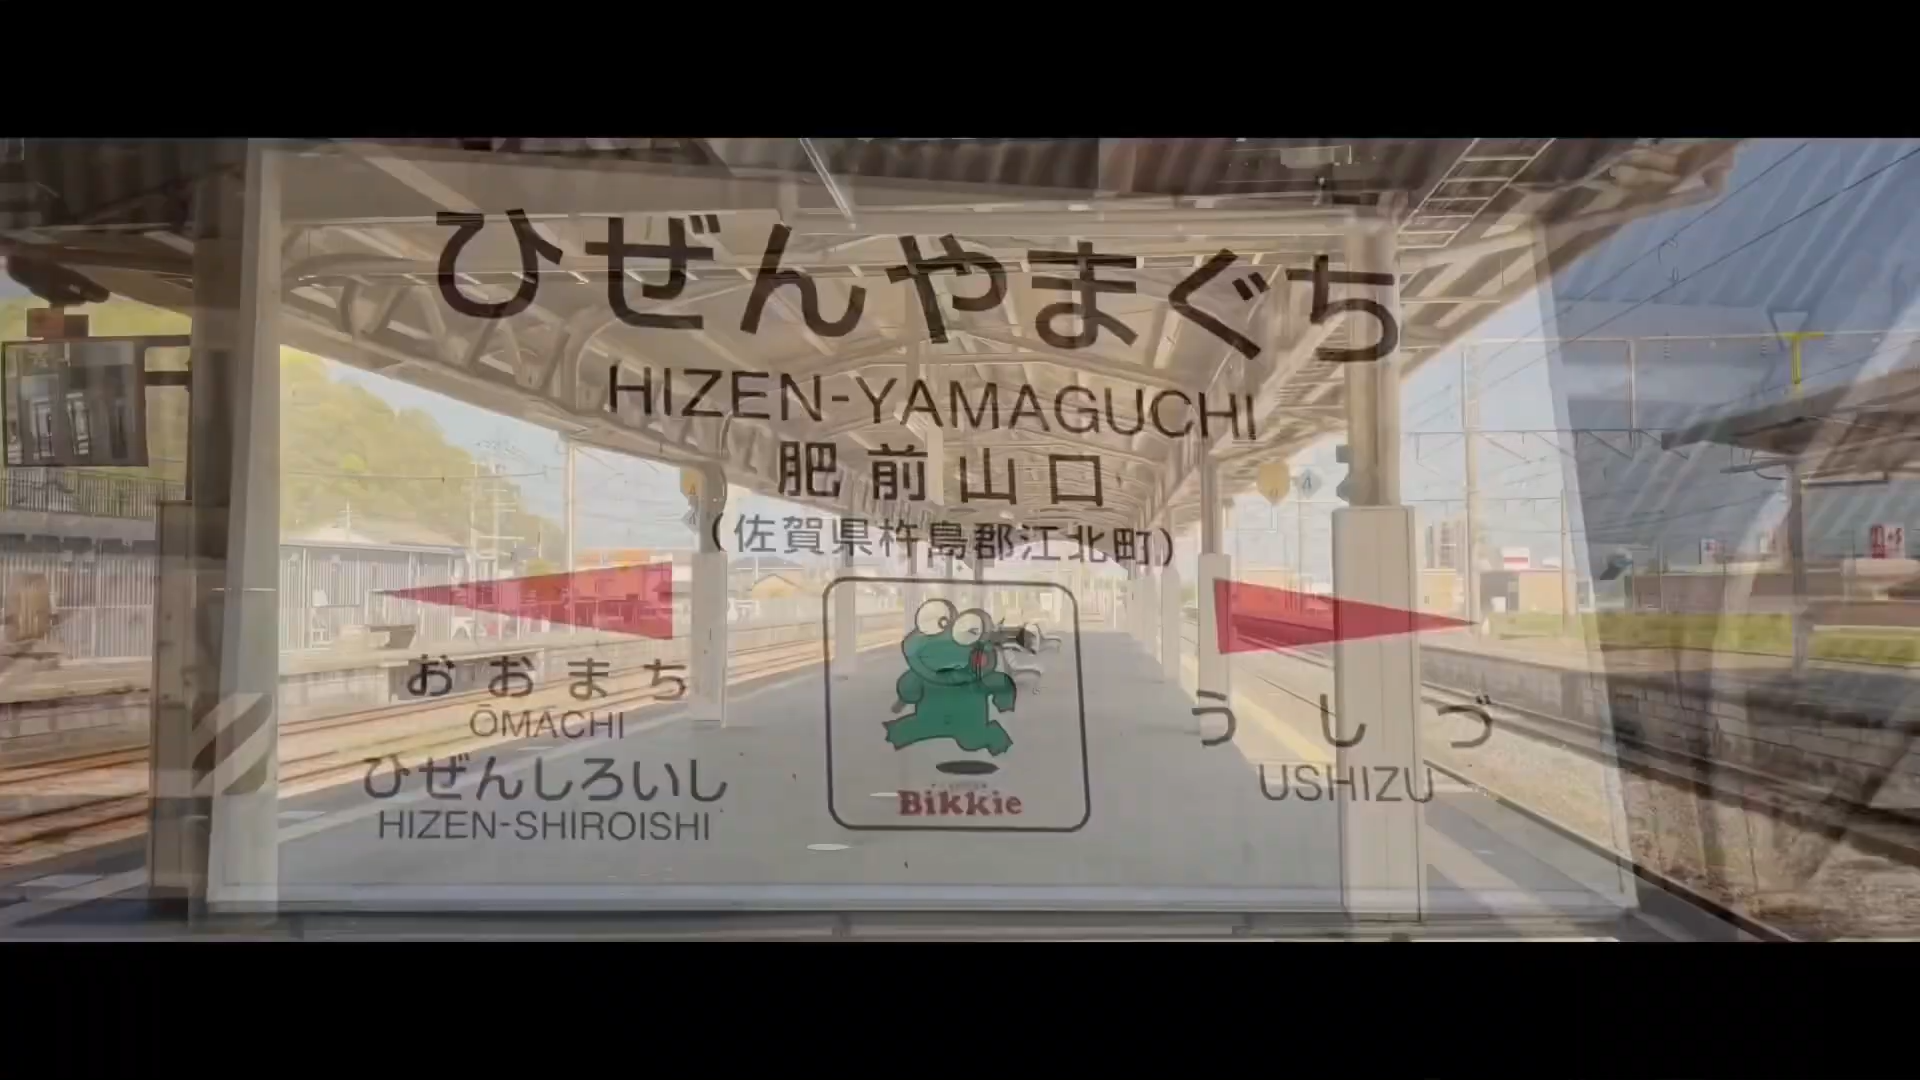 ひぜんやまぐち
HIZEN-YAMAGUCHI
肥前山口
(佐賀県杵島郡江北町)
おおまち
ŌMACHI
ひぜんしろいし
HIZEN-SHIROISHI
Bikkie
うしづ
USHIZU